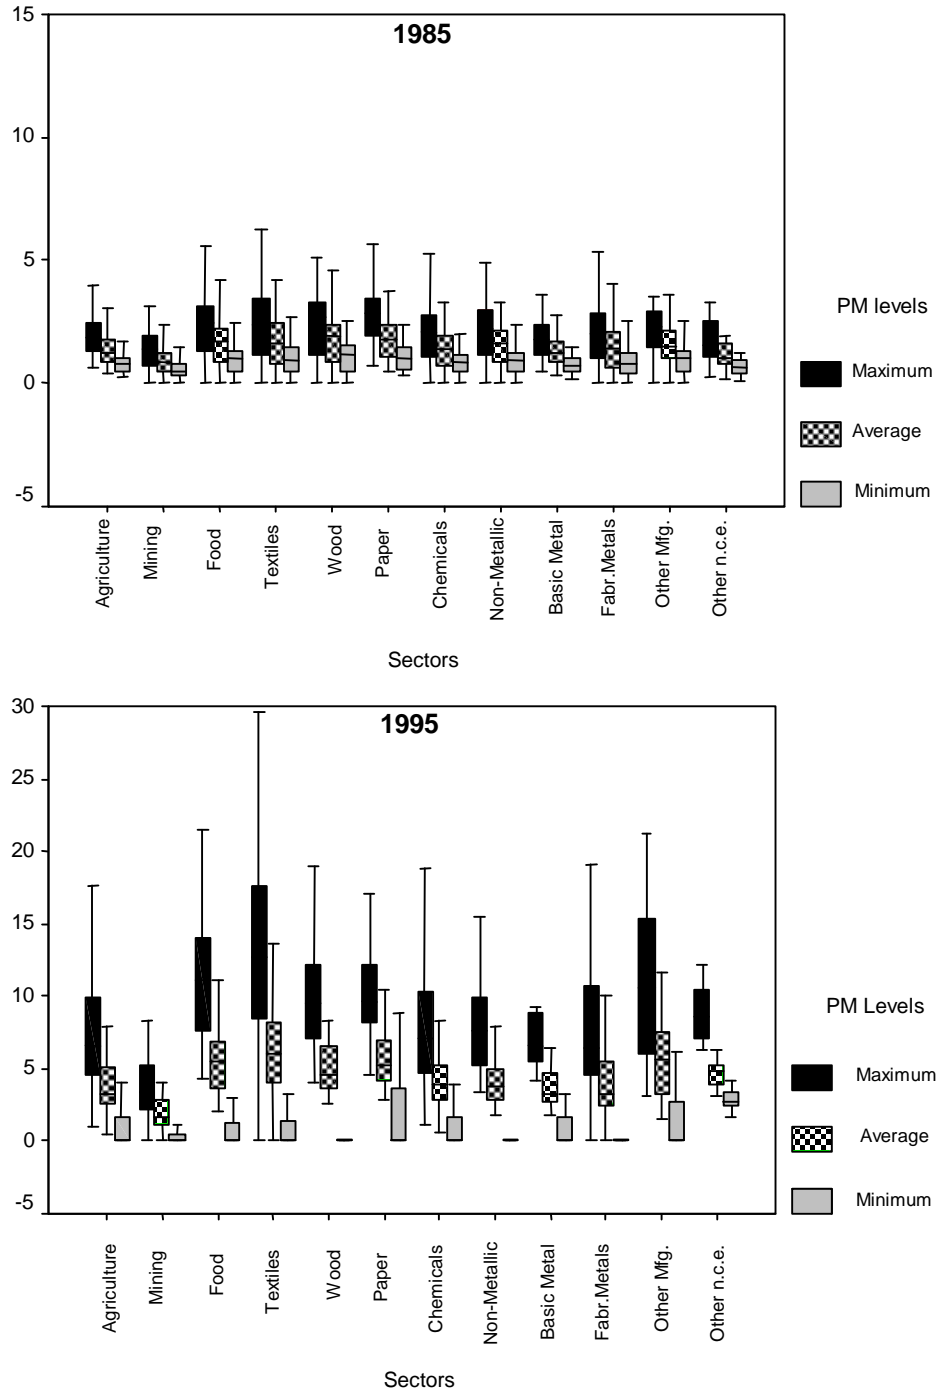 1985
15
10
5
0
-5
Agriculture
Mining
Food
Textiles
Wood
Paper
Chemicals
Non-Metallic
Basic Metal
Fabr.Metals
Other Mfg.
Other n.c.e.
Sectors
PM levels
Maximum
Average
Minimum
1995
30
25
20
15
10
5
0
-5
Agriculture
Mining
Food
Textiles
Wood
Paper
Chemicals
Non-Metallic
Basic Metal
Fabr.Metals
Other Mfg.
Other n.c.e.
Sectors
PM Levels
Maximum
Average
Minimum